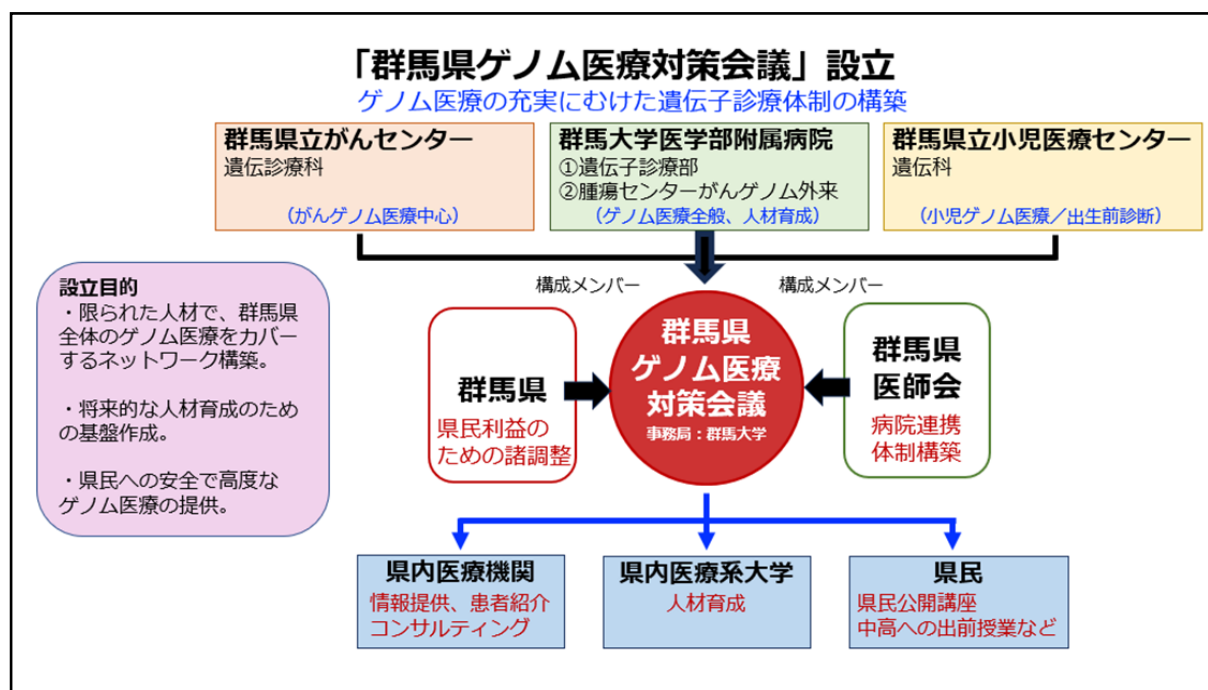 「群馬県ゲノム医療対策会議」設立
ゲノム医療の充実にむけた遺伝子診療体制の構築
群馬県立がんセンター
遺伝診療科
（がんゲノム医療中心）
群馬大学医学部附属病院
①遺伝子診療部
②腫瘍センターがんゲノム外来
（ゲノム医療全般、人材育成）
群馬県立小児医療センター
遺伝科
（小児ゲノム医療／出生前診断）
設立目的
・限られた人材で、群馬県
全体のゲノム医療をカバー
するネットワーク構築。
・将来的な人材育成のため
の基盤作成。
・県民への安全で高度な
ゲノム医療の提供。
構成メンバー
構成メンバー
群馬県
県民利益の
ための諸調整
群馬県
ゲノム医療
対策会議
事務局：群馬大学
群馬県
医師会
病院連携
体制構築
県内医療機関
情報提供、患者紹介
コンサルティング
県内医療系大学
人材育成
県民
県民公開講座
中高への出前授業など